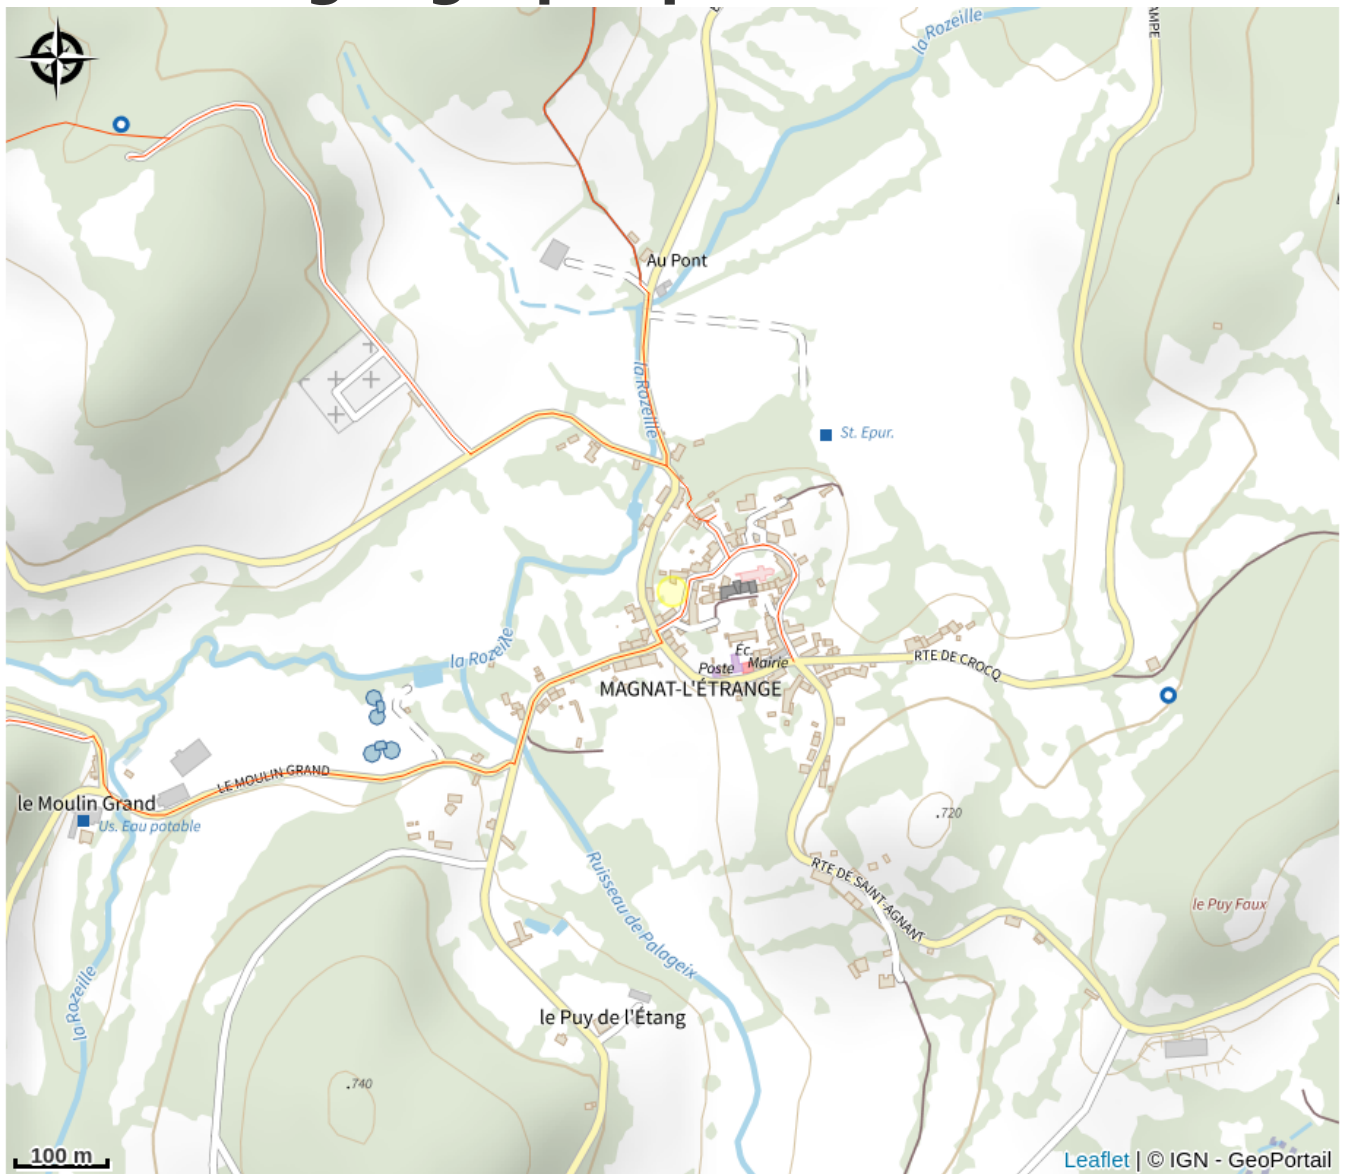 la Rozeille
AMPE
Au Pont
la Rozeille
St. Epur.
la Rozeille
Éc.
Poste
Mairie
RTE DE CROCQ
MAGNAT-L'ÉTRANGE
LE MOULIN GRAND
le Moulin Grand
Us. Eau potable
.720
RTE DE SAINT-AGNANT
Ruisseau de Palageix
le Puy Faux
la Rozeille
le Puy de l'Étang
.740
100 m
Leaflet | © IGN - GeoPortail